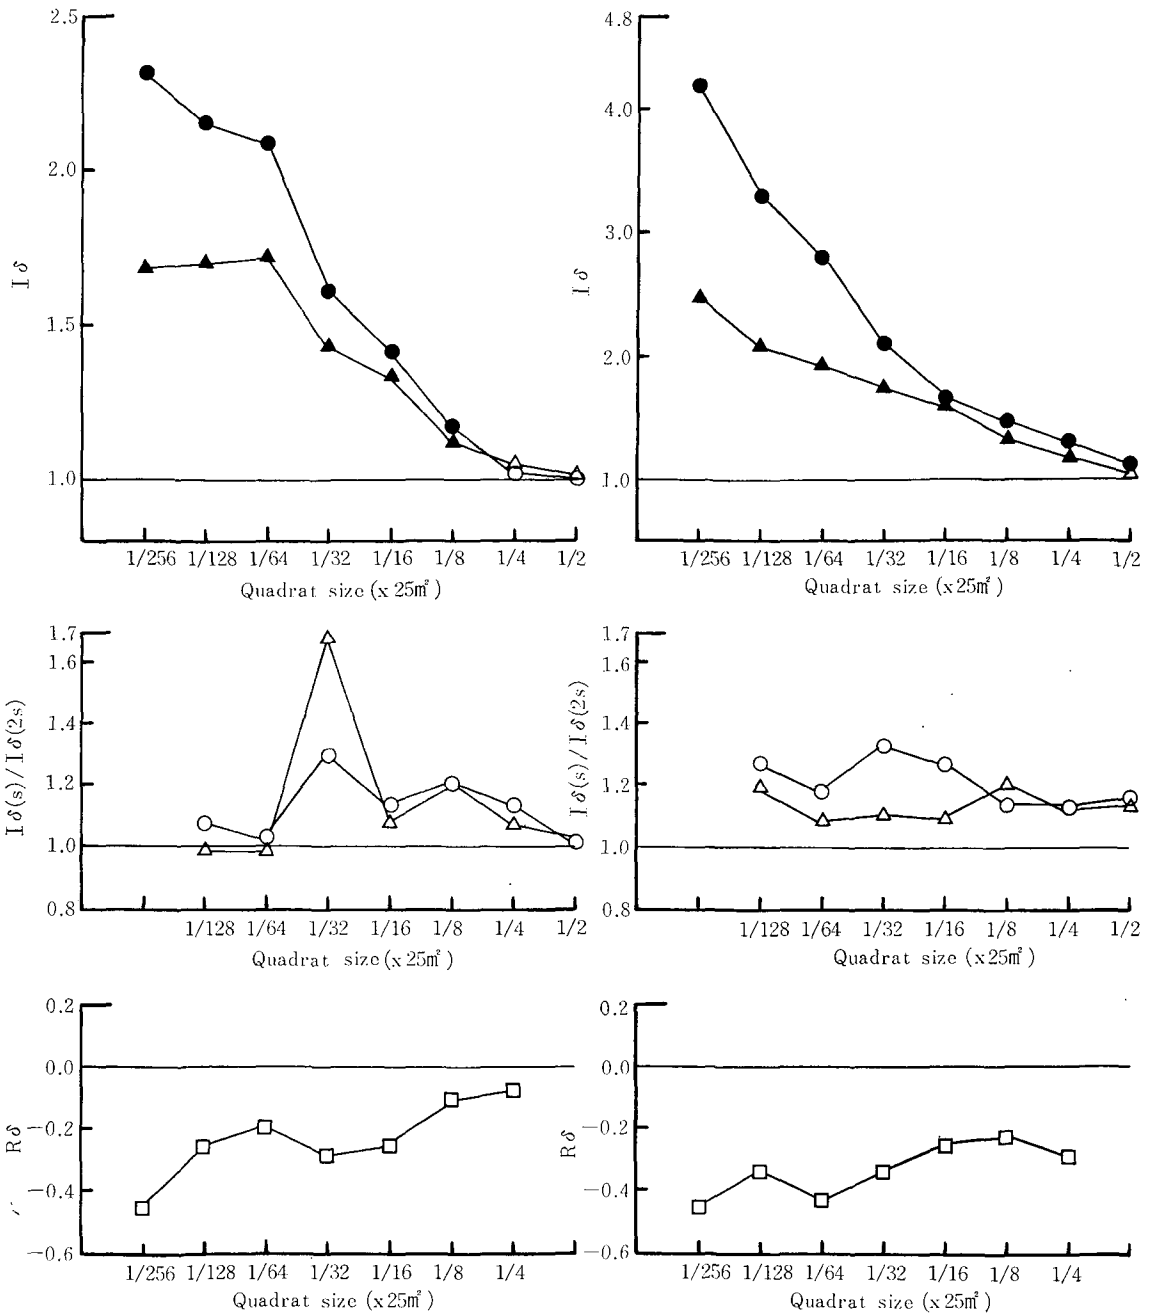 2.5
2.0
1.5
1.0
I δ
1/256 1/128 1/64 1/32 1/16 1/8 1/4 1/2
Quadrat size (x 25㎡)
4.8
4.0
3.0
2.0
1.0
I δ
1/256 1/128 1/64 1/32 1/16 1/8 1/4 1/2
Quadrat size (x 25㎡)
1.7
1.6
1.4
1.2
1.0
0.8
I δ(s)/I δ(2s)
1/128 1/64 1/32 1/16 1/8 1/4 1/2
Quadrat size (x 25㎡)
1.7
1.6
1.4
1.2
1.0
0.8
I δ(s)/I δ(2s)
1/128 1/64 1/32 1/16 1/8 1/4 1/2
Quadrat size (x 25㎡)
0.2
0.0
−0.2
−0.4
−0.6
R δ
1/256 1/128 1/64 1/32 1/16 1/8 1/4
Quadrat size (x 25㎡)
0.2
0.0
−0.2
−0.4
−0.6
R δ
1/256 1/128 1/64 1/32 1/16 1/8 1/4
Quadrat size (x 25㎡)